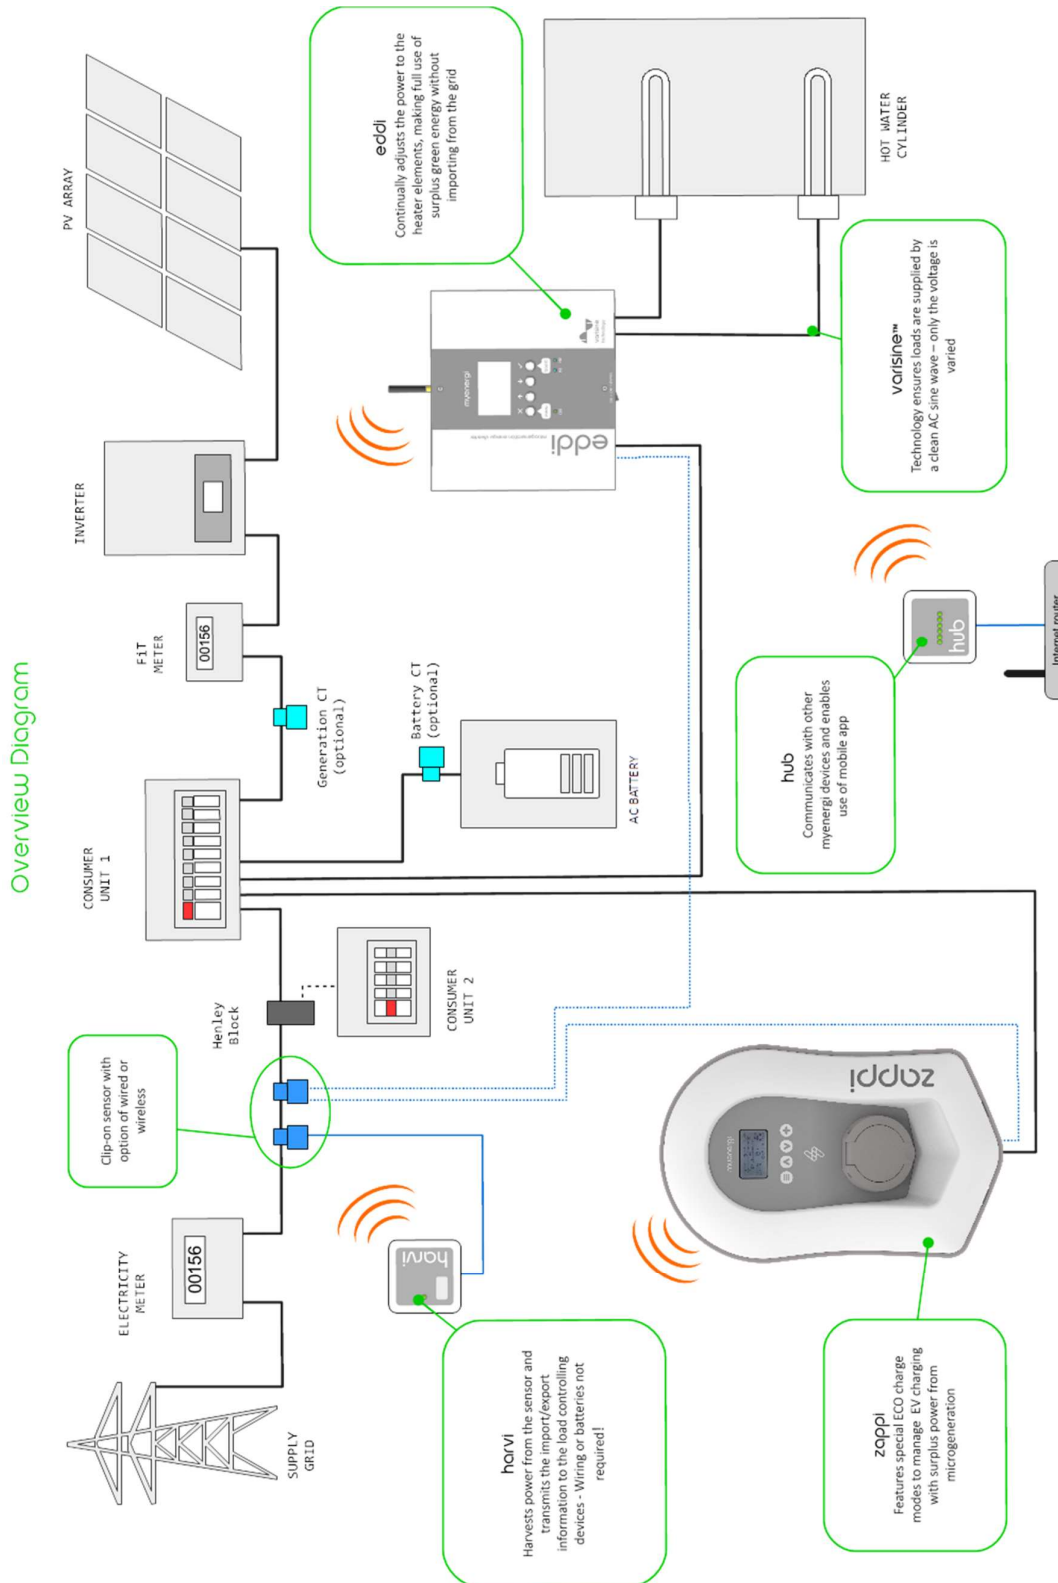 Overview Diagram
SUPPLY
GRID
ELECTRICITY
METER
00156
Clip-on sensor with
option of wired or
wireless
Henley
Block
CONSUMER
UNIT 1
CONSUMER
UNIT 2
Generation CT
(optional)
FiT
METER
00156
INVERTER
PV ARRAY
Battery CT
(optional)
AC BATTERY
harvi
harvi
Harvests power from the sensor and
transmits the import/export
information to the load controlling
devices - Wiring or batteries not
required!
eddi
Continually adjusts the power to the
heater elements, making full use of
surplus green energy without
importing from the grid
myenergi
eddi
microgeneration energy diverter
HOT WATER
CYLINDER
zappi
zappi
Features special ECO charge
modes to manage EV charging
with surplus power from
microgeneration
hub
Communicates with other
myenergi devices and enables
use of mobile app
hub
Internet router
varisine™
Technology ensures loads are supplied by
a clean AC sine wave – only the voltage is
varied